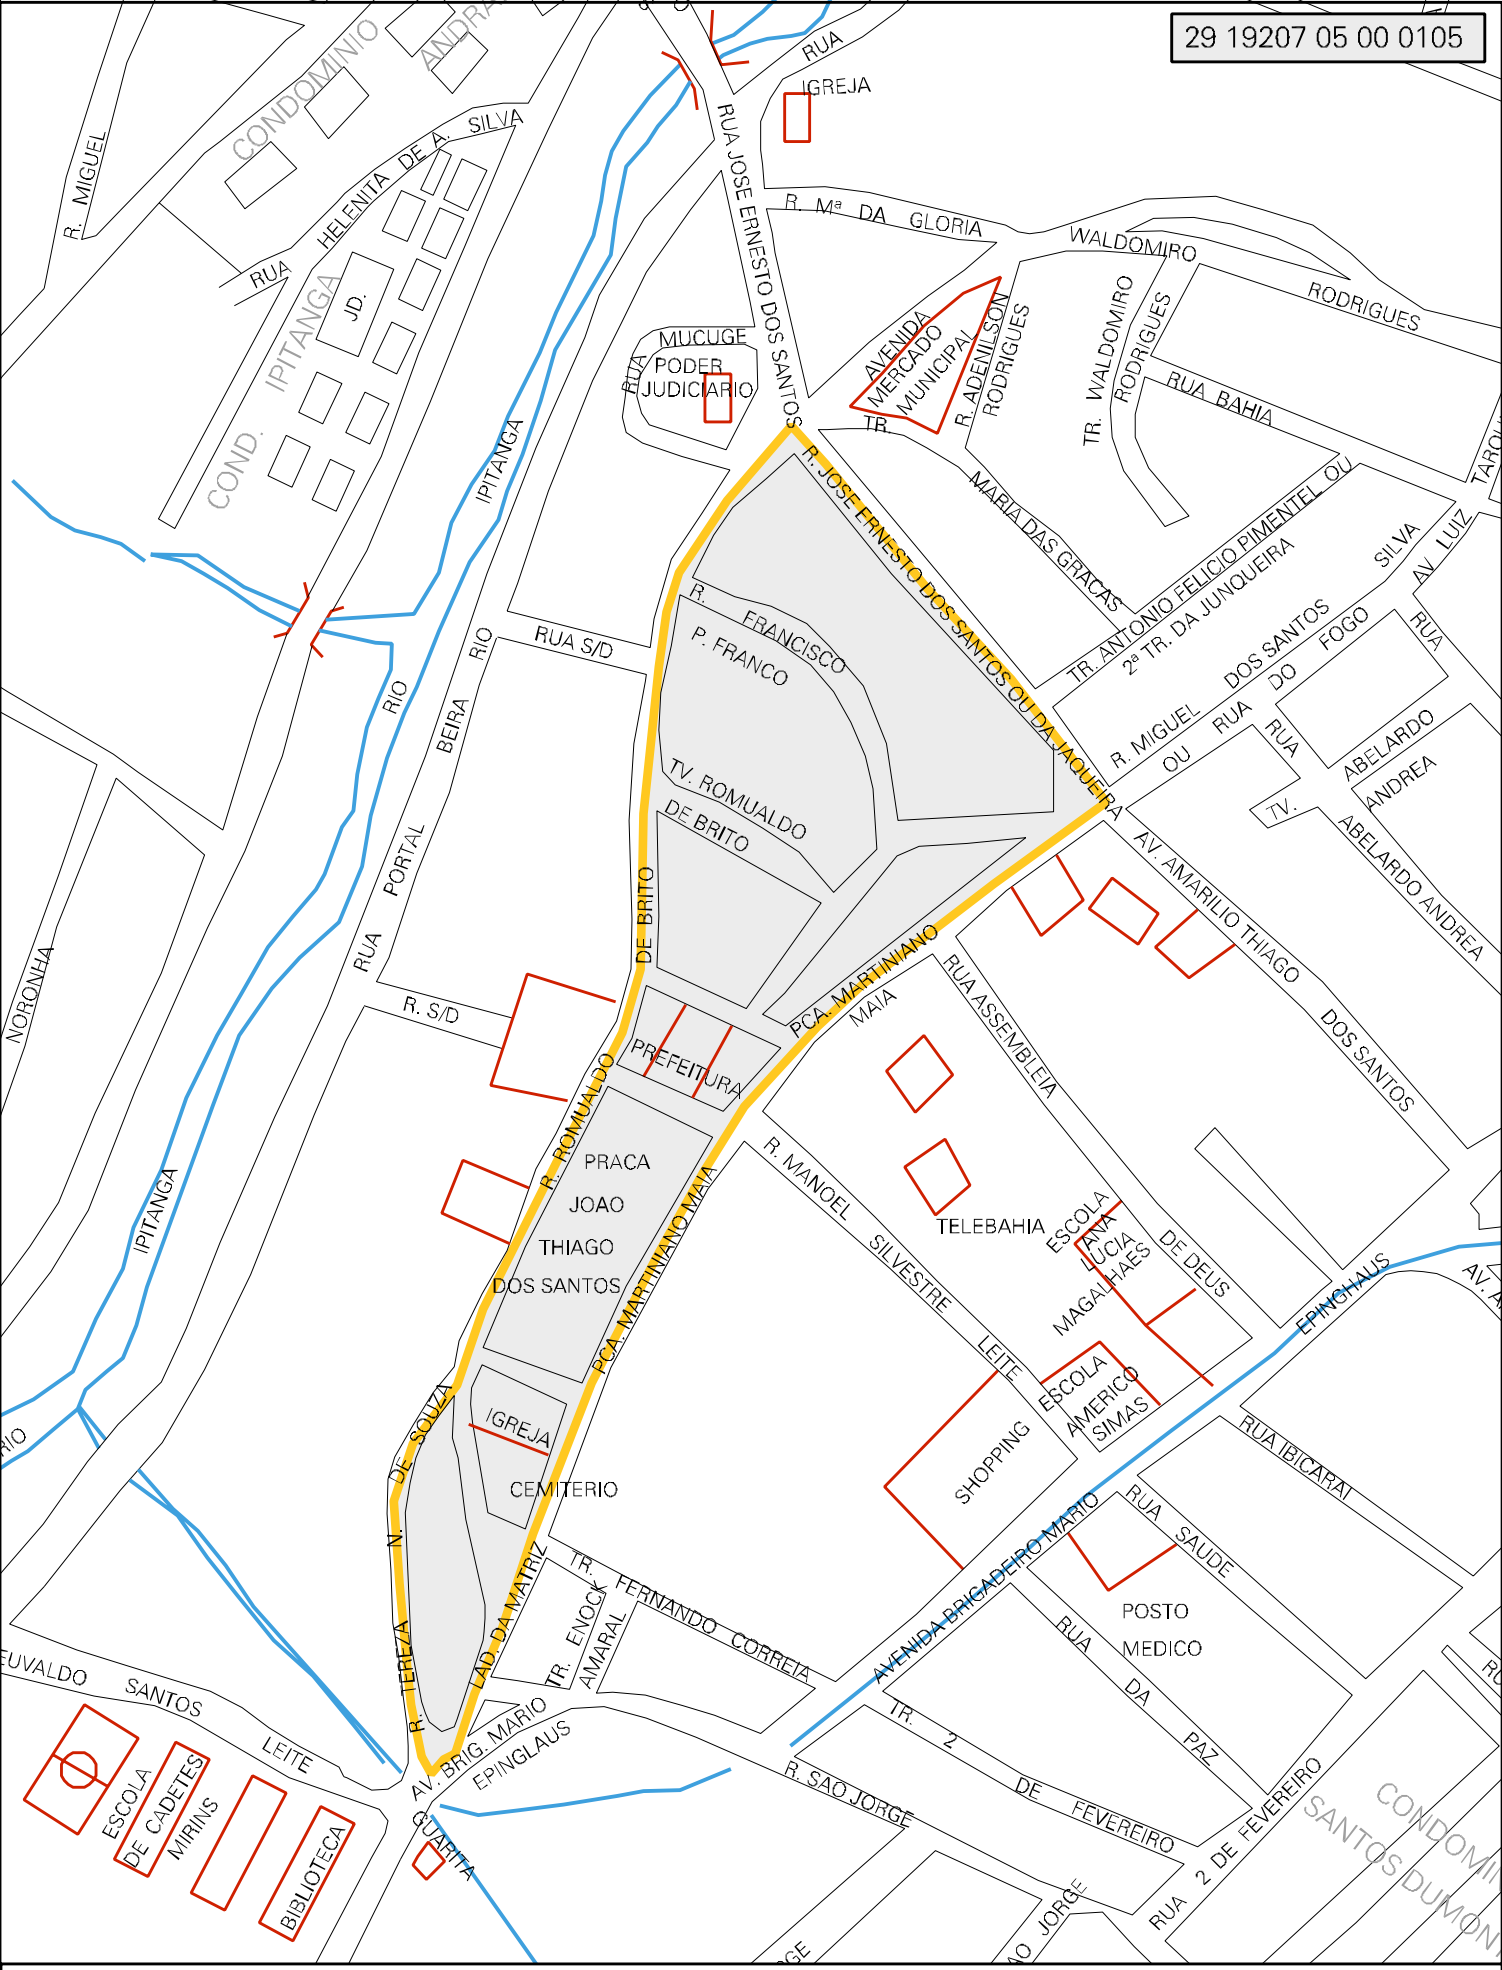 29 19207 05 00 0105
CONDOMINIO
R. MIGUEL
RUA HELENITA DE A. SILVA
COND. IPITANGA
JD.
RUA
IGREJA
RUA JOSE ERNESTO DOS SANTOS
R. Mª DA GLORIA
WALDOMIRO
RODRIGUES
RUA MUCUGE
PODER
JUDICIARIO
AVENIDA
MERCADO
MUNICIPAL
R. ADENILSON
RODRIGUES
TR. WALDOMIRO
RODRIGUES
RUA BAHIA
TR.
MARIA DAS GRACAS
IPITANGA
RIO
R. JOSE ERNESTO DOS SANTOS OU DA JAQUEIRA
TR. ANTONIO FELICIO PIMENTEL OU
2ª TR. DA JUNQUEIRA
R. MIGUEL DOS SANTOS SILVA
OU RUA DO FOGO
AV LUIZ
RUA
RUA
ABELARDO
ANDREA
TV.
ABELARDO ANDREA
RUA S/D
R. FRANCISCO
P. FRANCO
TV. ROMUALDO
DE BRITO
RUA PORTAL BEIRA RIO
NORONHA
R. S/D
R. ROMUALDO DE BRITO
PCA. MARTINIANO
MAIA
AV. AMARILIO THIAGO DOS SANTOS
RUA ASSEMBLEIA DE DEUS
PREFEITURA
PRACA
JOAO
THIAGO
DOS SANTOS
PCA. MARTINIANO MAIA
R. MANOEL SILVESTRE LEITE
TELEBAHIA
ESCOLA
ANA
LUCIA
MAGALHAES
ESCOLA
AMERICO
SIMAS
SHOPPING
IPITANGA
RIO
IGREJA
CEMITERIO
R. TEREZA N. DE SOUZA
LAD. DA MATRIZ
TR. FERNANDO CORREIA
TR. ENOCK
AMARAL
AVENIDA BRIGADEIRO MARIO EPINGHAUS
RUA IBICARAI
RUA SAUDE
POSTO
MEDICO
RUA DA PAZ
TR. 2 DE FEVEREIRO
RUA 2 DE FEVEREIRO
R. SAO JORGE
AV. BRIG. MARIO
EPINGLAUS
EUVALDO SANTOS LEITE
ESCOLA
DE CADETES
MIRINS
BIBLIOTECA
GUARITA
JORGE
SANTOS DUMON